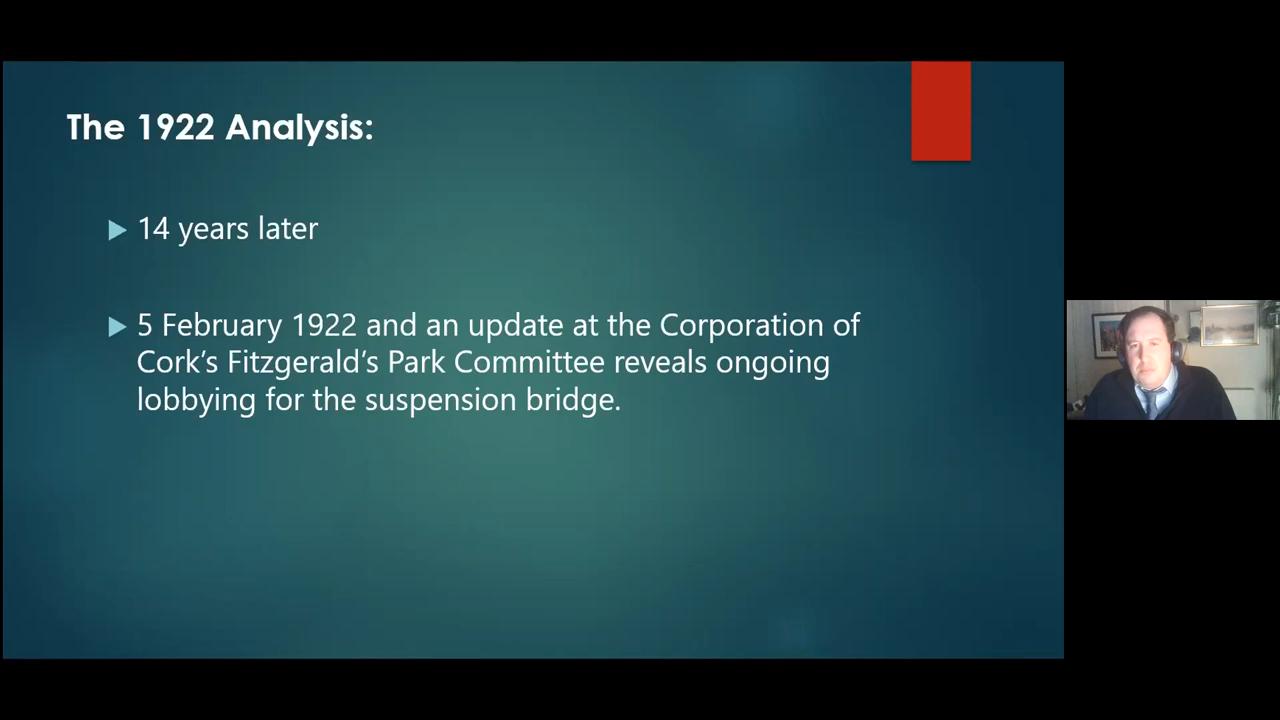 The 1922 Analysis:
14 years later
5 February 1922 and an update at the Corporation of
Cork’s Fitzgerald’s Park Committee reveals ongoing
lobbying for the suspension bridge.